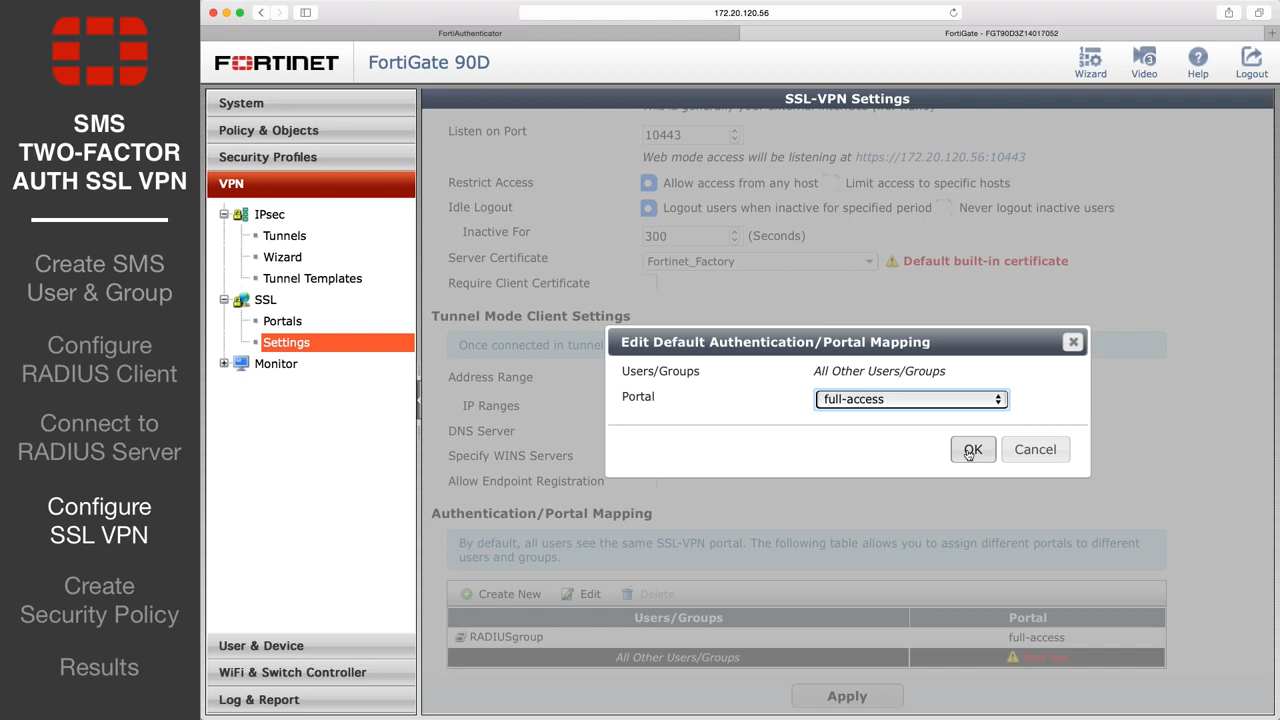 172.20.120.56
FortiAuthenticator
FortiGate - FGT90D3Z14017052
SMS
TWO-FACTOR
AUTH SSL VPN
Create SMS
User & Group
Configure
RADIUS Client
Connect to
RADIUS Server
Configure
SSL VPN
Create
Security Policy
Results
FORTINET
FortiGate 90D
Wizard
Video
3
Help
Logout
System
Policy & Objects
Security Profiles
VPN
IPsec
Tunnels
Wizard
Tunnel Templates
SSL
Portals
Settings
Monitor
User & Device
WiFi & Switch Controller
Log & Report
SSL-VPN Settings
Listen on Port 10443
Web mode access will be listening at https://172.20.120.56:10443
Restrict Access Allow access from any host Limit access to specific hosts
Idle Logout Logout users when inactive for specified period Never logout inactive users
Inactive For 300 (Seconds)
Server Certificate Fortinet_Factory Default built-in certificate
Require Client Certificate
Tunnel Mode Client Settings
Once connected in tunnel
Address Range
IP Ranges
DNS Server
Specify WINS Servers
Allow Endpoint Registration
Edit Default Authentication/Portal Mapping
Users/Groups All Other Users/Groups
Portal full-access
OK Cancel
Authentication/Portal Mapping
By default, all users see the same SSL-VPN portal. The following table allows you to assign different portals to different
users and groups.
Create New Edit Delete
Users/Groups Portal
RADIUSgroup full-access
All Other Users/Groups
Apply